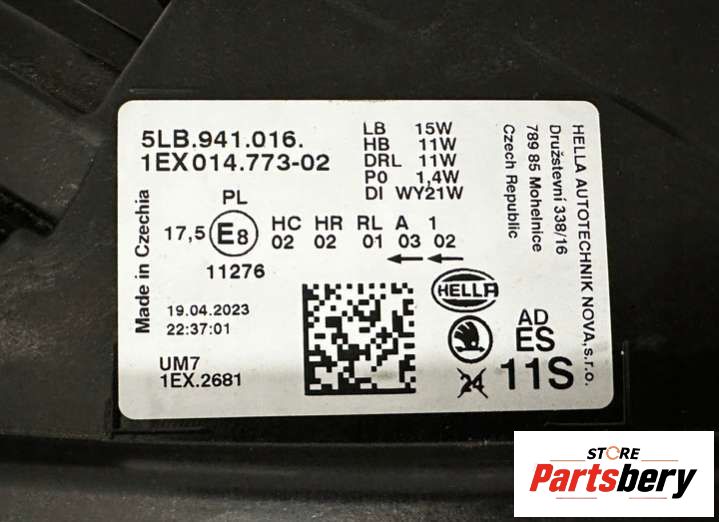 5LB.941.016.
1EX014.773-02
LB 15W
HB 11W
DRL 11W
PO 1,4W
DI WY21W
PL
17,5 E8 HC HR RL A 1
02 02 01 03 02
11276
Made in Czechia
19.04.2023
22:37:01
UM7
1EX.2681
HELLA
AD
ES
11S
24
HELLA AUTOTECHNIK NOVA,s.r.o.
Družstevní 338/16
789 85 Mohelnice
Czech Republic
STORE
Partsbery